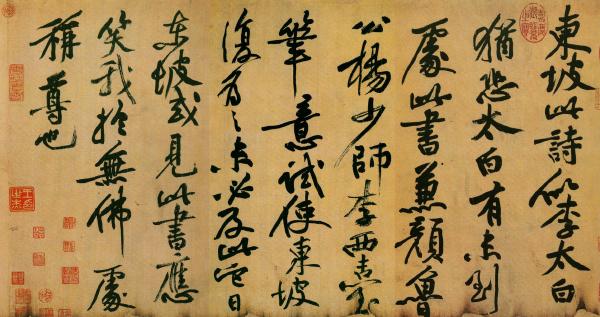 東坡此詩似李太白
猶恐太白有未到
處此書兼顏魯
公楊少師李西臺
筆意試使東坡
復為之未必及此它日
東坡或見此書應
笑我於無佛處
稱尊也